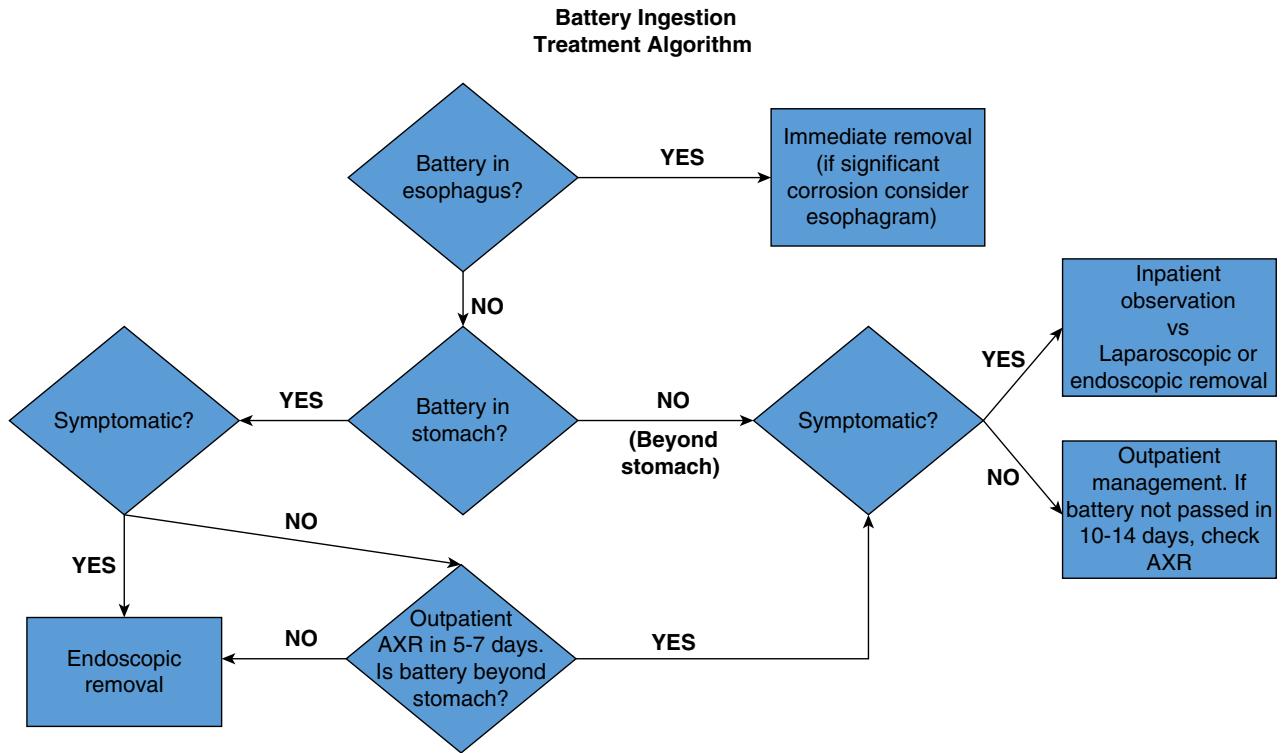 Battery Ingestion
Treatment Algorithm
Battery in
esophagus?
YES
Immediate removal
(if significant
corrosion consider
esophagram)
NO
Battery in
stomach?
YES
Symptomatic?
NO
(Beyond
stomach)
Symptomatic?
YES
Inpatient
observation
vs
Laparoscopic or
endoscopic removal
NO
Outpatient
management. If
battery not passed in
10-14 days, check
AXR
NO
YES
Outpatient
AXR in 5-7 days.
Is battery beyond
stomach?
NO
YES
Endoscopic
removal